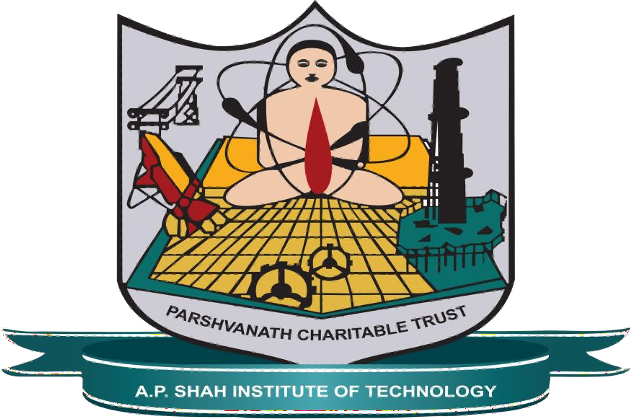 PARSHVANATH CHARITABLE TRUST
A.P. SHAH INSTITUTE OF TECHNOLOGY